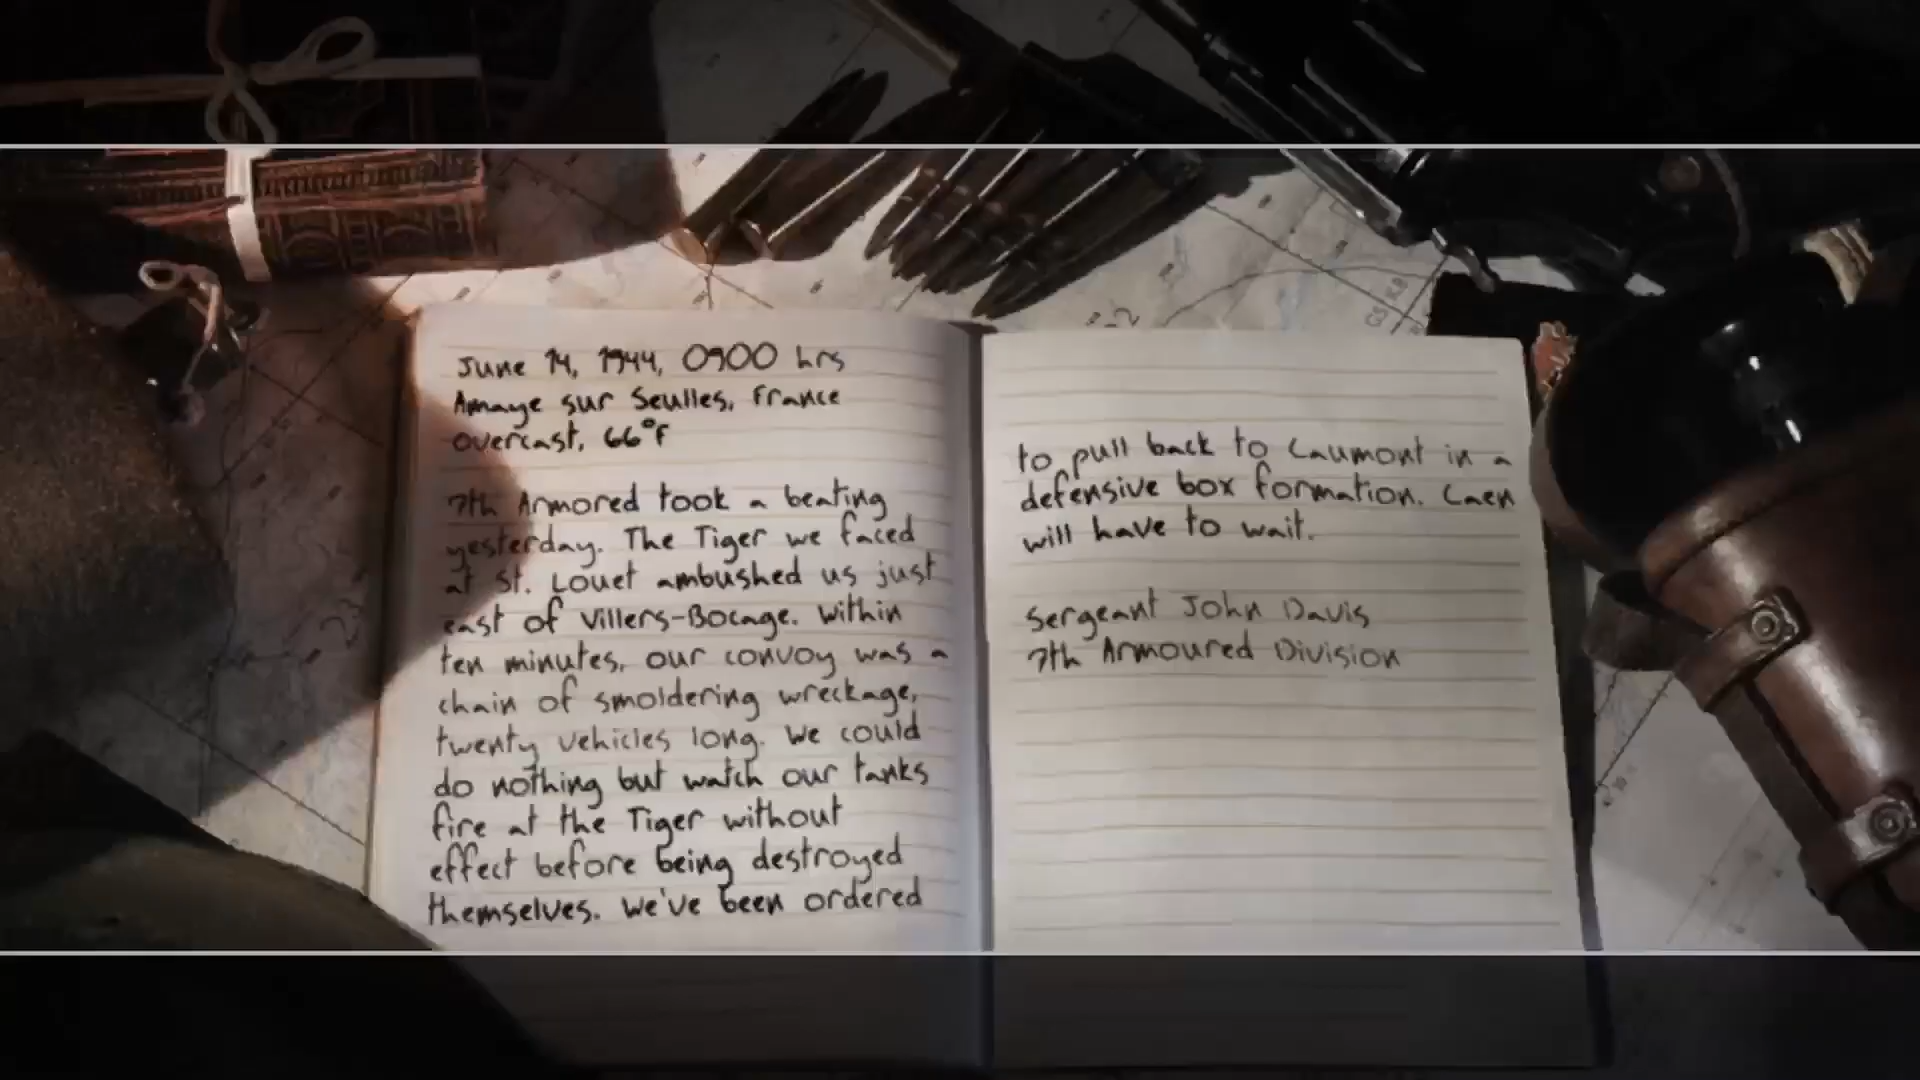 June 14, 1944, 0900 hrs
Amaye sur Seulles, France
overcast, 66°F
7th Armored took a beating
yesterday. The Tiger we faced
at St. Louet ambushed us just
east of Villers-Bocage. Within
ten minutes, our convoy was a
chain of smoldering wreckage,
twenty vehicles long. We could
do nothing but watch our tanks
fire at the Tiger without
effect before being destroyed
themselves. We've been ordered
to pull back to Caumont in a
defensive box formation. Caen
will have to wait.
Sergeant John Davis
7th Armoured Division